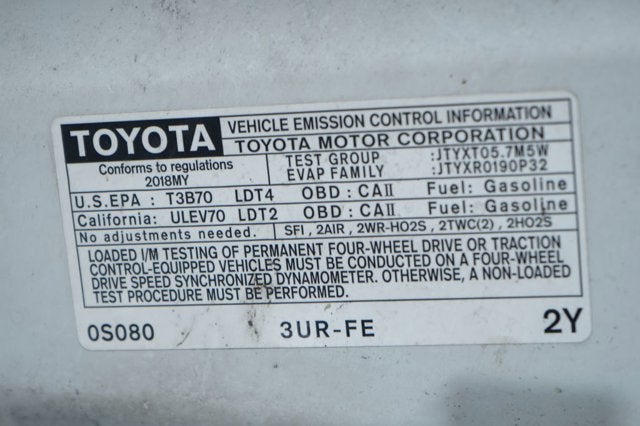 TOYOTA VEHICLE EMISSION CONTROL INFORMATION
TOYOTA MOTOR CORPORATION
Conforms to regulations
2018MY
TEST GROUP :JTYXT05.7M5W
EVAP FAMILY :JTYXR0190P32
U.S.EPA : T3B70 LDT4 OBD : CAII Fuel: Gasoline
California: ULEV70 LDT2 OBD : CAII Fuel: Gasoline
No adjustments needed. SFI , 2AIR , 2WR-HO2S , 2TWC(2) , 2HO2S
LOADED I/M TESTING OF PERMANENT FOUR-WHEEL DRIVE OR TRACTION
CONTROL-EQUIPPED VEHICLES MUST BE CONDUCTED ON A FOUR-WHEEL
DRIVE SPEED SYNCHRONIZED DYNAMOMETER. OTHERWISE, A NON-LOADED
TEST PROCEDURE MUST BE PERFORMED.
0S080 3UR-FE 2Y